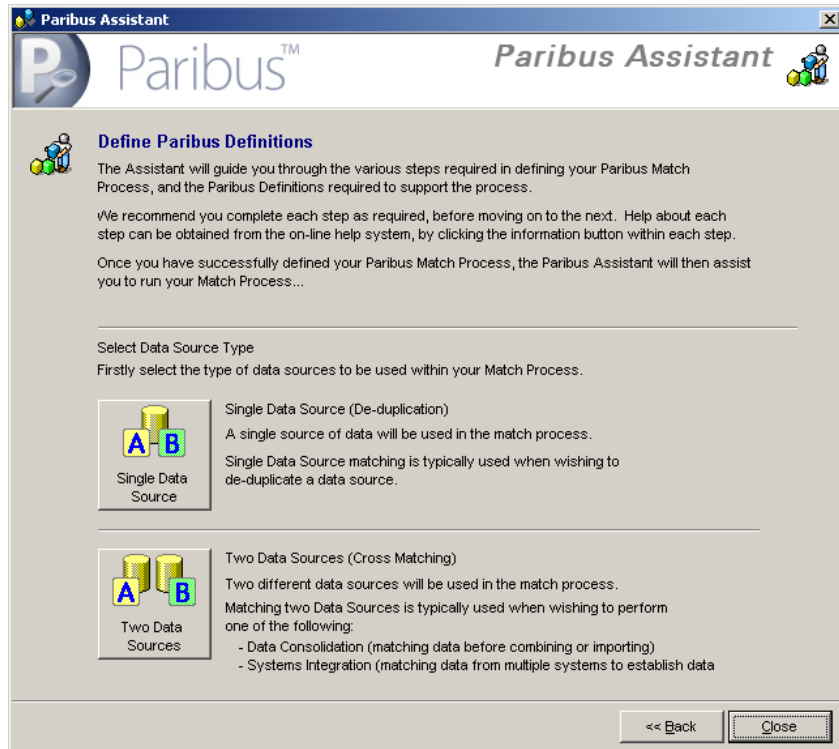 Paribus Assistant
Paribus™
Paribus Assistant
Define Paribus Definitions
The Assistant will guide you through the various steps required in defining your Paribus Match
Process, and the Paribus Definitions required to support the process.
We recommend you complete each step as required, before moving on to the next. Help about each
step can be obtained from the on-line help system, by clicking the information button within each step.
Once you have successfully defined your Paribus Match Process, the Paribus Assistant will then assist
you to run your Match Process...
Select Data Source Type
Firstly select the type of data sources to be used within your Match Process.
A B
Single Data
Source
Single Data Source (De-duplication)
A single source of data will be used in the match process.
Single Data Source matching is typically used when wishing to
de-duplicate a data source.
A B
Two Data
Sources
Two Data Sources (Cross Matching)
Two different data sources will be used in the match process.
Matching two Data Sources is typically used when wishing to perform
one of the following:
- Data Consolidation (matching data before combining or importing)
- Systems Integration (matching data from multiple systems to establish data
<< Back
Close